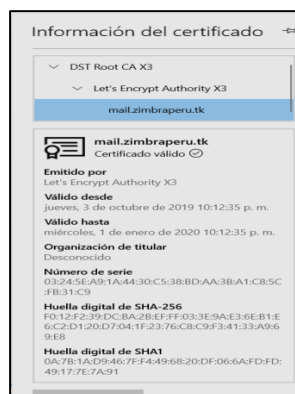 Información del certificado
DST Root CA X3
Let's Encrypt Authority X3
mail.zimbraperu.tk
mail.zimbraperu.tk
Certificado válido
Emitido por
Let's Encrypt Authority X3
Válido desde
jueves, 3 de octubre de 2019 10:12:35 p. m.
Válido hasta
miércoles, 1 de enero de 2020 10:12:35 p. m.
Organización de titular
Desconocido
Número de serie
03:24:5E:A9:1A:44:30:C5:38:BD:AA:3B:A1:C8:5C
:FB:31:C9
Huella digital de SHA-256
F0:12:F2:39:DC:BA:2B:EF:FF:03:3E:9A:E3:6E:B1:E
6:C2:D1:20:D7:04:1F:23:76:C8:C9:F3:41:33:A9:6
9:E8
Huella digital de SHA1
0A:7B:1A:D9:46:7F:F4:49:68:20:DF:06:6A:FD:FD:
49:17:7E:7A:91